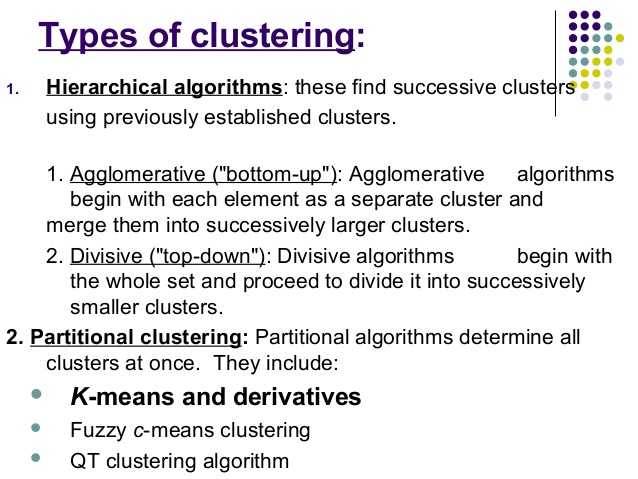 Types of clustering:
1. Hierarchical algorithms: these find successive clusters
using previously established clusters.
1. Agglomerative ("bottom-up"): Agglomerative algorithms
begin with each element as a separate cluster and
merge them into successively larger clusters.
2. Divisive ("top-down"): Divisive algorithms begin with
the whole set and proceed to divide it into successively
smaller clusters.
2. Partitional clustering: Partitional algorithms determine all
clusters at once. They include:
K-means and derivatives
Fuzzy c-means clustering
QT clustering algorithm